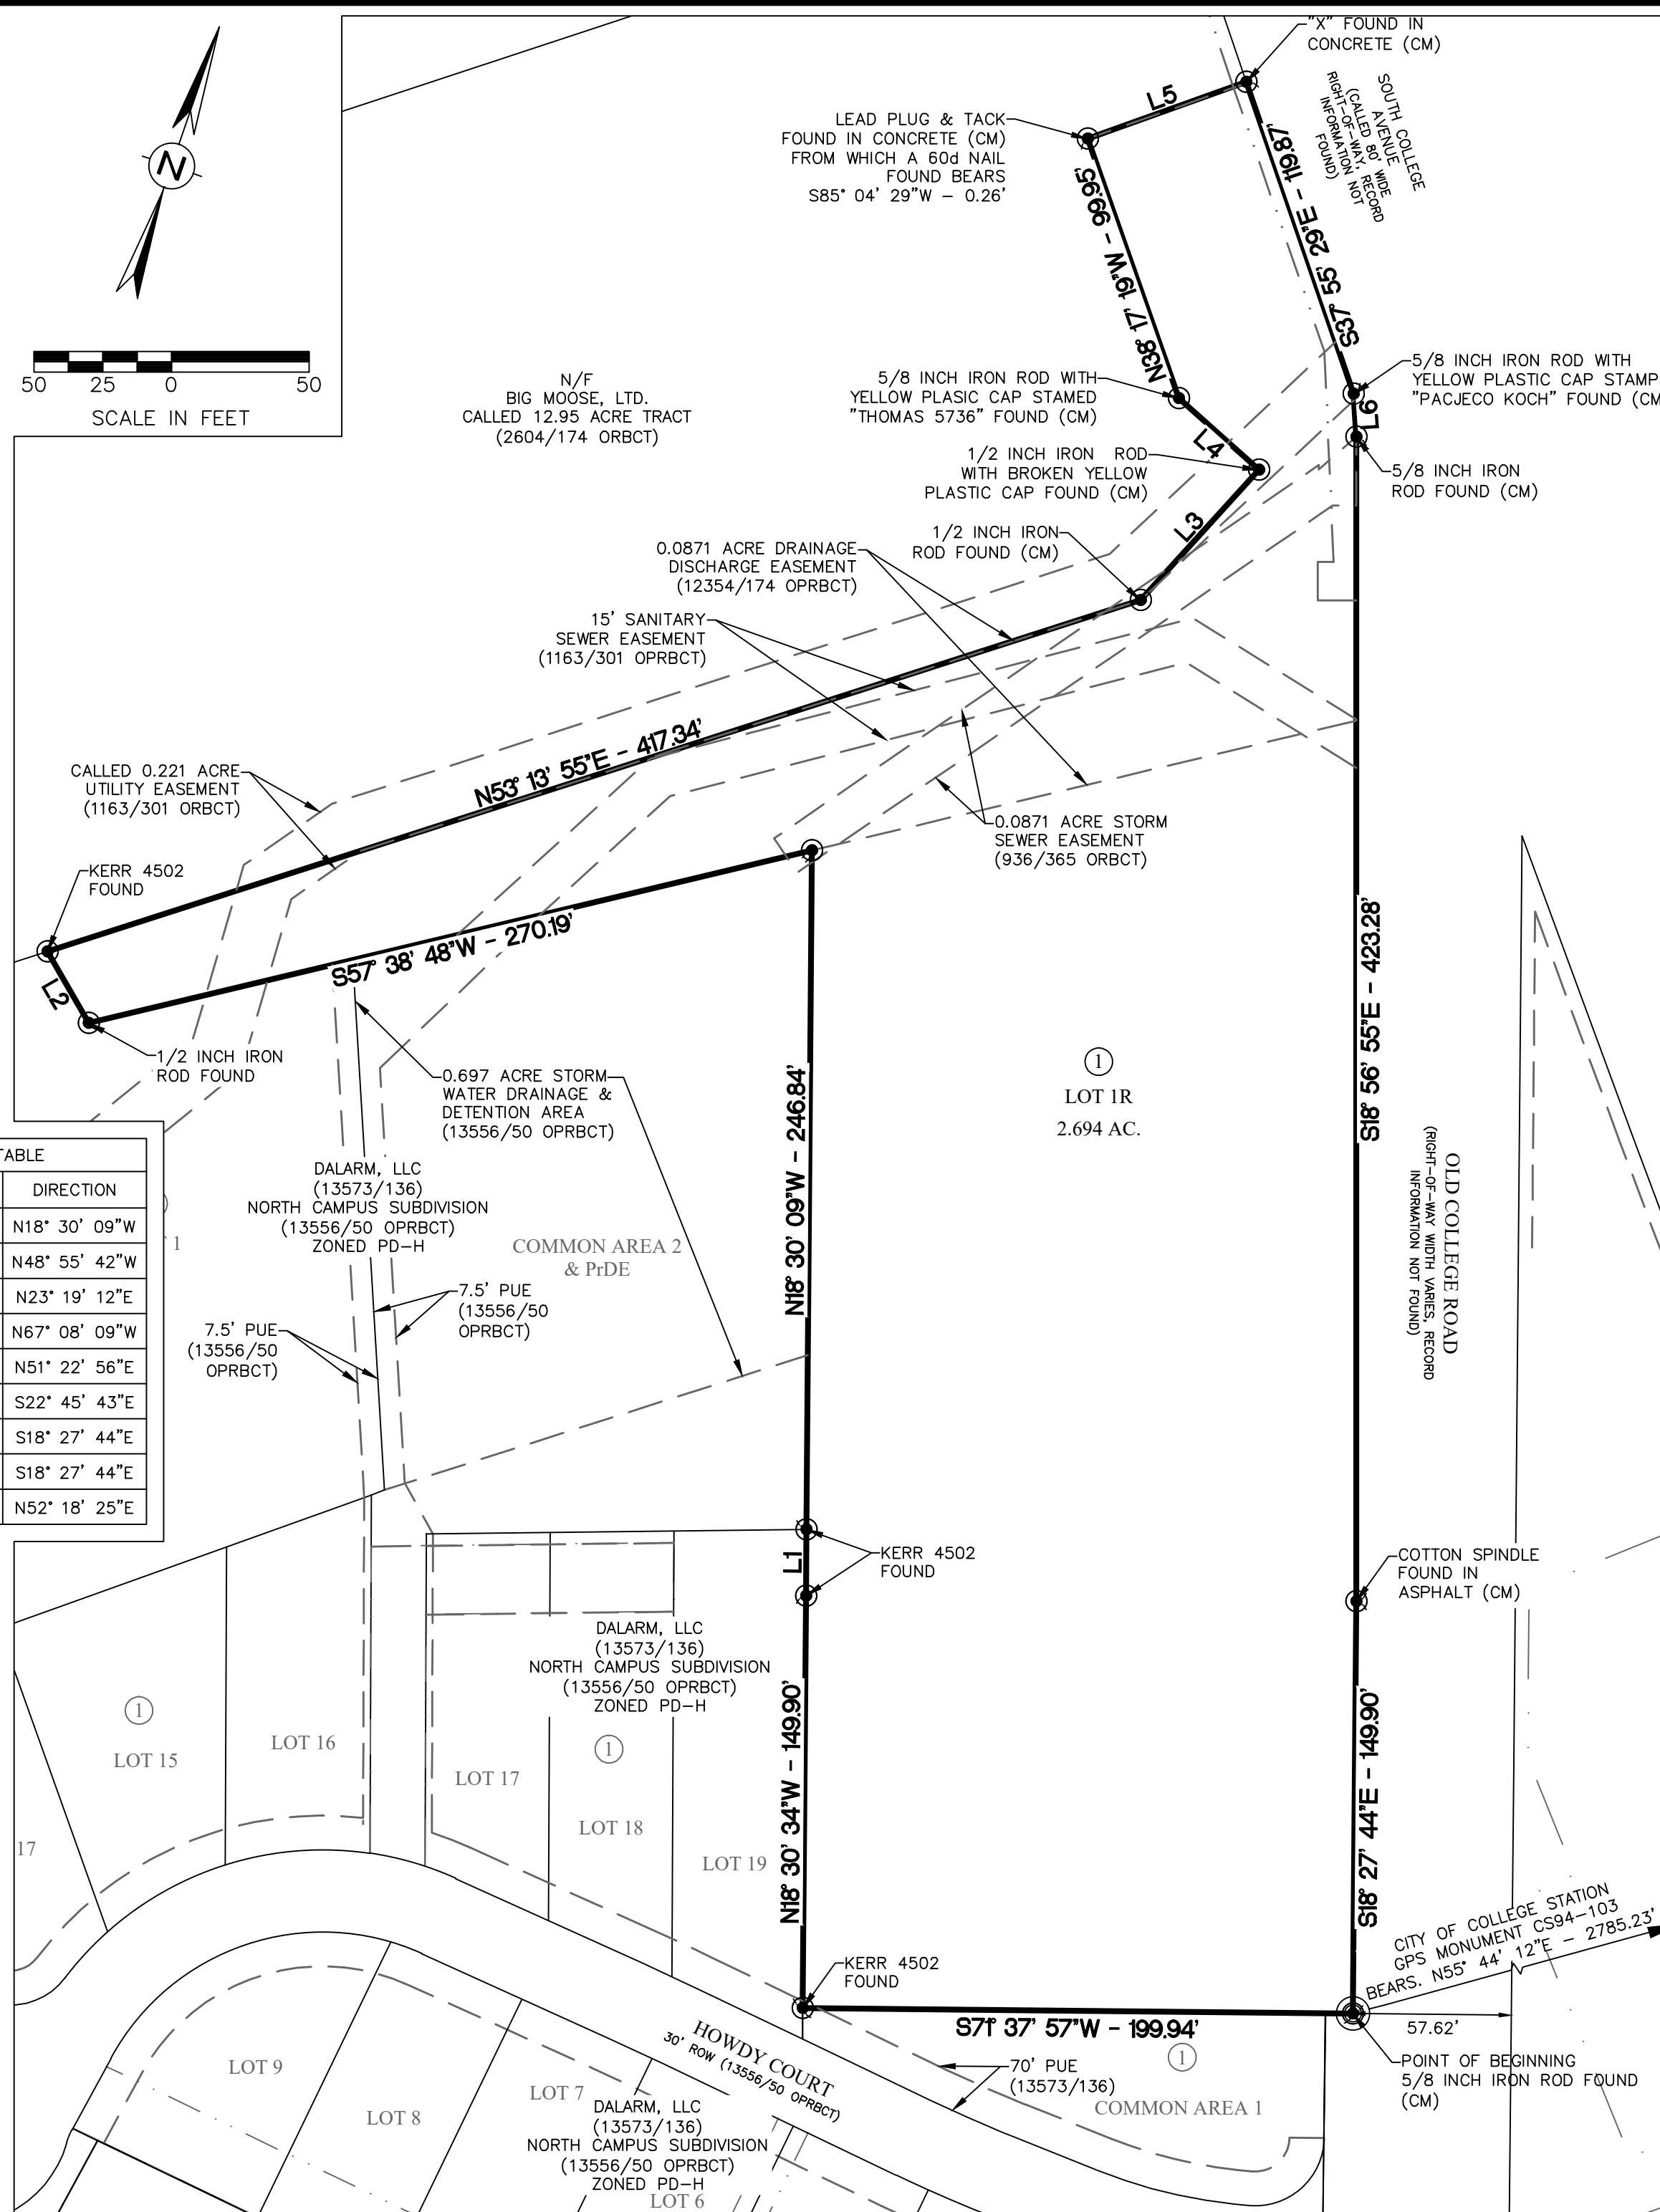 N
50 25 0 50
SCALE IN FEET
"X" FOUND IN
CONCRETE (CM)
SOUTH COLLEGE
AVENUE
(CALLED 80' WIDE
RIGHT-OF-WAY, RECORD
INFORMATION NOT
FOUND)
LEAD PLUG & TACK
FOUND IN CONCRETE (CM)
FROM WHICH A 60d NAIL
FOUND BEARS
S85° 04' 29"W – 0.26'
L5
N38° 17' 19"W - 99.95'
S37° 55' 29"E - 119.87'
N/F
BIG MOOSE, LTD.
CALLED 12.95 ACRE TRACT
(2604/174 ORBCT)
5/8 INCH IRON ROD WITH
YELLOW PLASIC CAP STAMED
"THOMAS 5736" FOUND (CM)
5/8 INCH IRON ROD WITH
YELLOW PLASTIC CAP STAMP
"PACJECO KOCH" FOUND (CM
L6
L4
1/2 INCH IRON ROD
WITH BROKEN YELLOW
PLASTIC CAP FOUND (CM)
5/8 INCH IRON
ROD FOUND (CM)
L3
1/2 INCH IRON
ROD FOUND (CM)
0.0871 ACRE DRAINAGE
DISCHARGE EASEMENT
(12354/174 OPRBCT)
15' SANITARY
SEWER EASEMENT
(1163/301 OPRBCT)
N53° 13' 55"E - 417.34'
CALLED 0.221 ACRE
UTILITY EASEMENT
(1163/301 ORBCT)
0.0871 ACRE STORM
SEWER EASEMENT
(936/365 ORBCT)
KERR 4502
FOUND
S57° 38' 48"W - 270.19'
L2
1/2 INCH IRON
ROD FOUND
S18° 56' 55"E - 423.28'
0.697 ACRE STORM
WATER DRAINAGE &
DETENTION AREA
(13556/50 OPRBCT)
N18° 30' 09"W - 246.84'
1
LOT 1R
2.694 AC.
OLD COLLEGE ROAD
(RIGHT-OF-WAY WIDTH VARIES, RECORD
INFORMATION NOT FOUND)
TABLE
DIRECTION
N18° 30' 09"W
N48° 55' 42"W
N23° 19' 12"E
N67° 08' 09"W
N51° 22' 56"E
S22° 45' 43"E
S18° 27' 44"E
S18° 27' 44"E
N52° 18' 25"E
1
DALARM, LLC
(13573/136)
NORTH CAMPUS SUBDIVISION
(13556/50 OPRBCT)
ZONED PD-H
COMMON AREA 2
& PrDE
7.5' PUE
(13556/50
OPRBCT)
7.5' PUE
(13556/50
OPRBCT)
L1
KERR 4502
FOUND
COTTON SPINDLE
FOUND IN
ASPHALT (CM)
DALARM, LLC
(13573/136)
NORTH CAMPUS SUBDIVISION
(13556/50 OPRBCT)
ZONED PD-H
1
LOT 15
LOT 16
LOT 17
1
LOT 18
LOT 19
17
N18° 30' 34"W - 149.90'
S18° 27' 44"E - 149.90'
CITY OF COLLEGE STATION
GPS MONUMENT CS94-103
BEARS. N55° 44' 12"E – 2785.23'
KERR 4502
FOUND
S71° 37' 57"W - 199.94'
57.62'
POINT OF BEGINNING
5/8 INCH IRON ROD FOUND
(CM)
HOWDY COURT
30' ROW (13556/50 OPRBCT)
70' PUE
(13573/136)
1
COMMON AREA 1
LOT 9
LOT 8
LOT 7
DALARM, LLC
(13573/136)
NORTH CAMPUS SUBDIVISION
(13556/50 OPRBCT)
ZONED PD-H
LOT 6